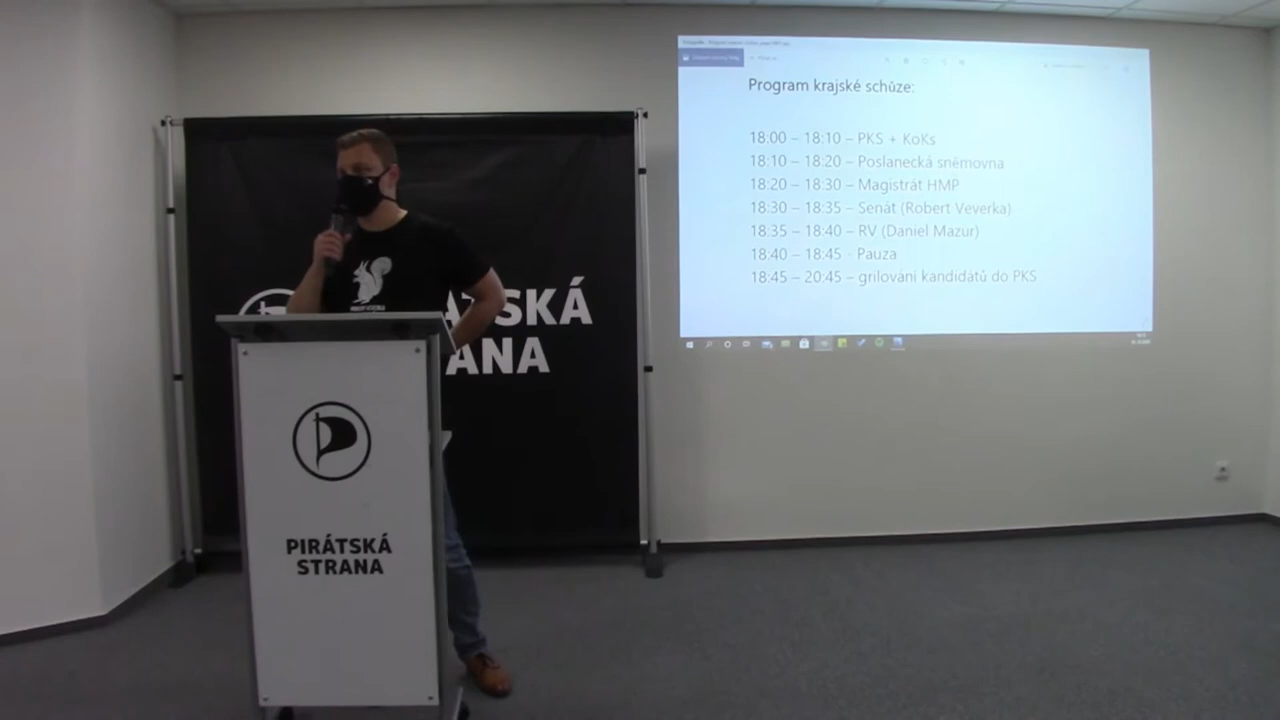 Program krajské schůze:
18:00 – 18:10 – PKS + KoKs
18:10 – 18:20 – Poslanecká sněmovna
18:20 – 18:30 – Magistrát HMP
18:30 – 18:35 – Senát (Robert Veverka)
18:35 – 18:40 – RV (Daniel Mazur)
18:40 – 18:45 - Pauza
18:45 – 20:45 – grilování kandidátů do PKS
ÁTSKÁ
ANA
PIRÁTSKÁ
STRANA